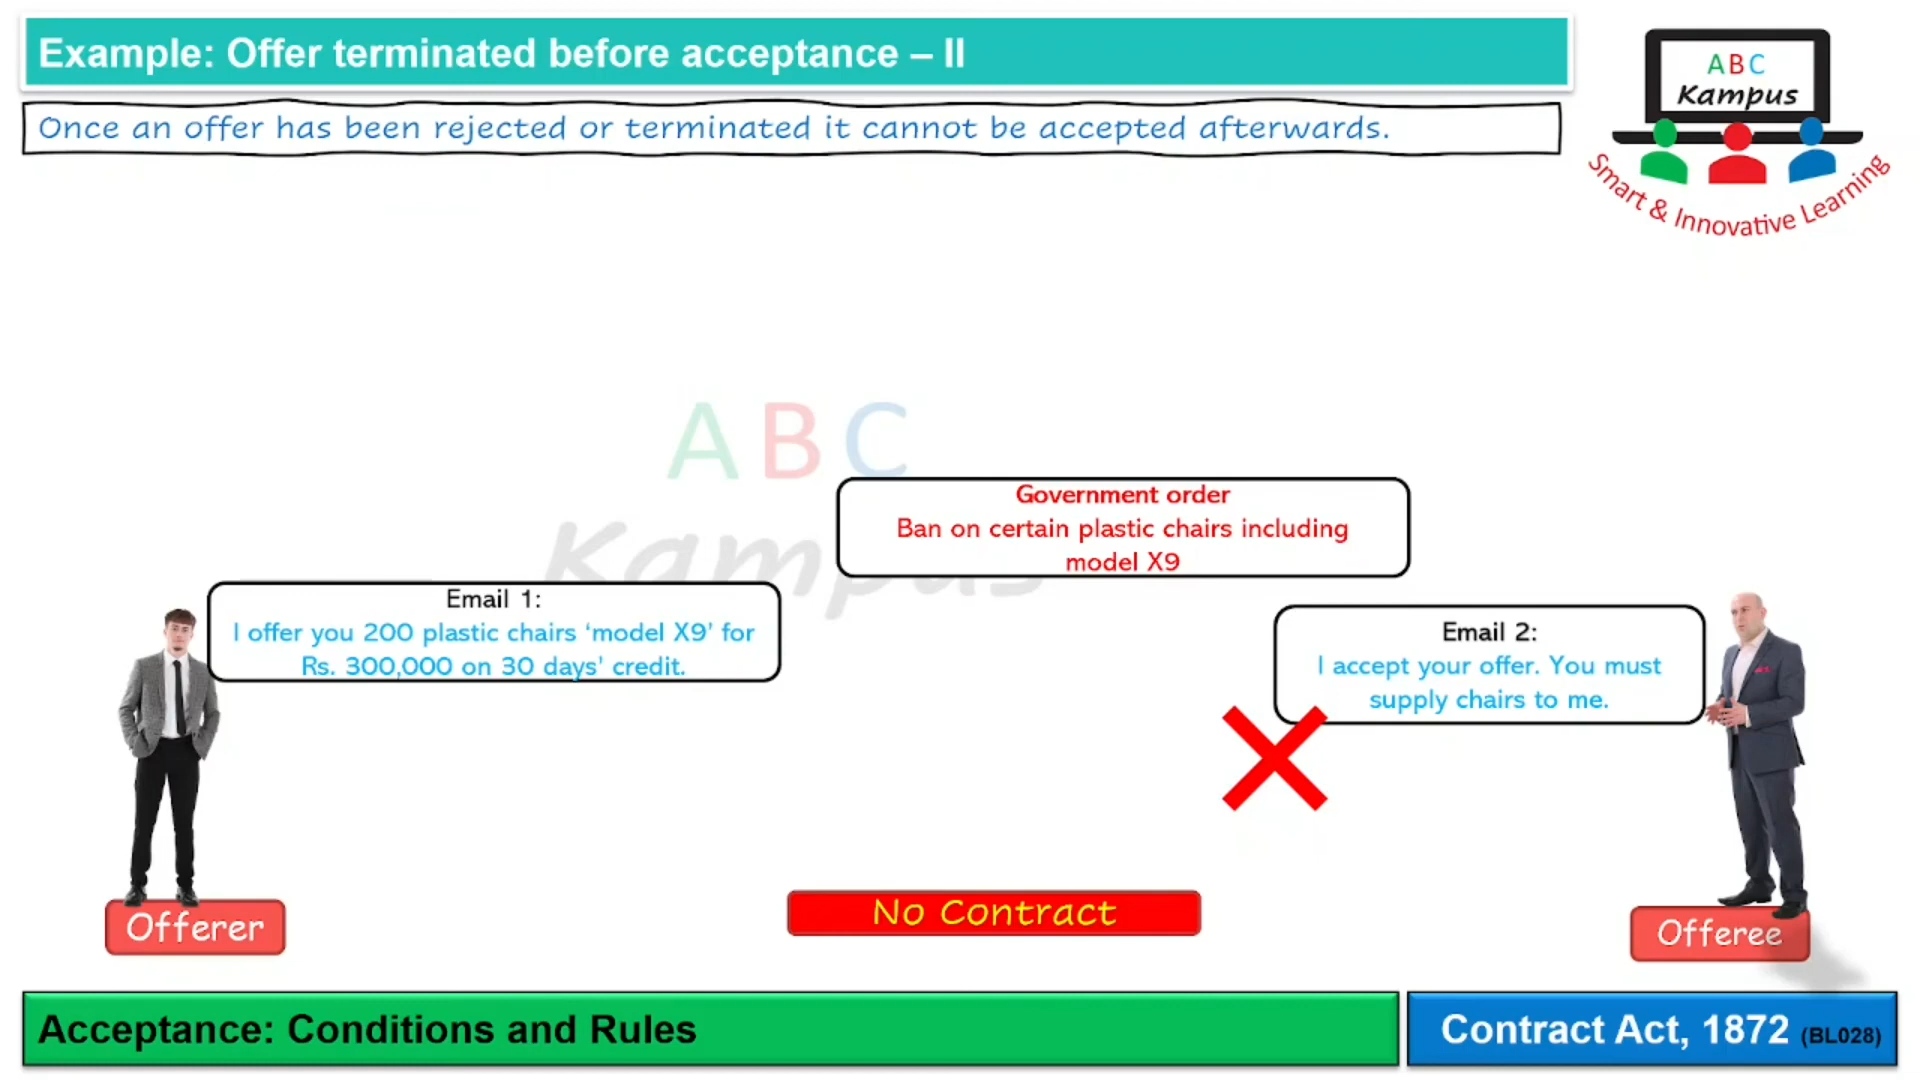 Example: Offer terminated before acceptance – II
Once an offer has been rejected or terminated it cannot be accepted afterwards.
ABC
Kampus
Smart & Innovative Learning
ABC
Kampus
Government order
Ban on certain plastic chairs including
model X9
Email 1:
I offer you 200 plastic chairs ‘model X9’ for
Rs. 300,000 on 30 days’ credit.
Email 2:
I accept your offer. You must
supply chairs to me.
No Contract
Offerer
Offeree
Acceptance: Conditions and Rules
Contract Act, 1872 (BL028)